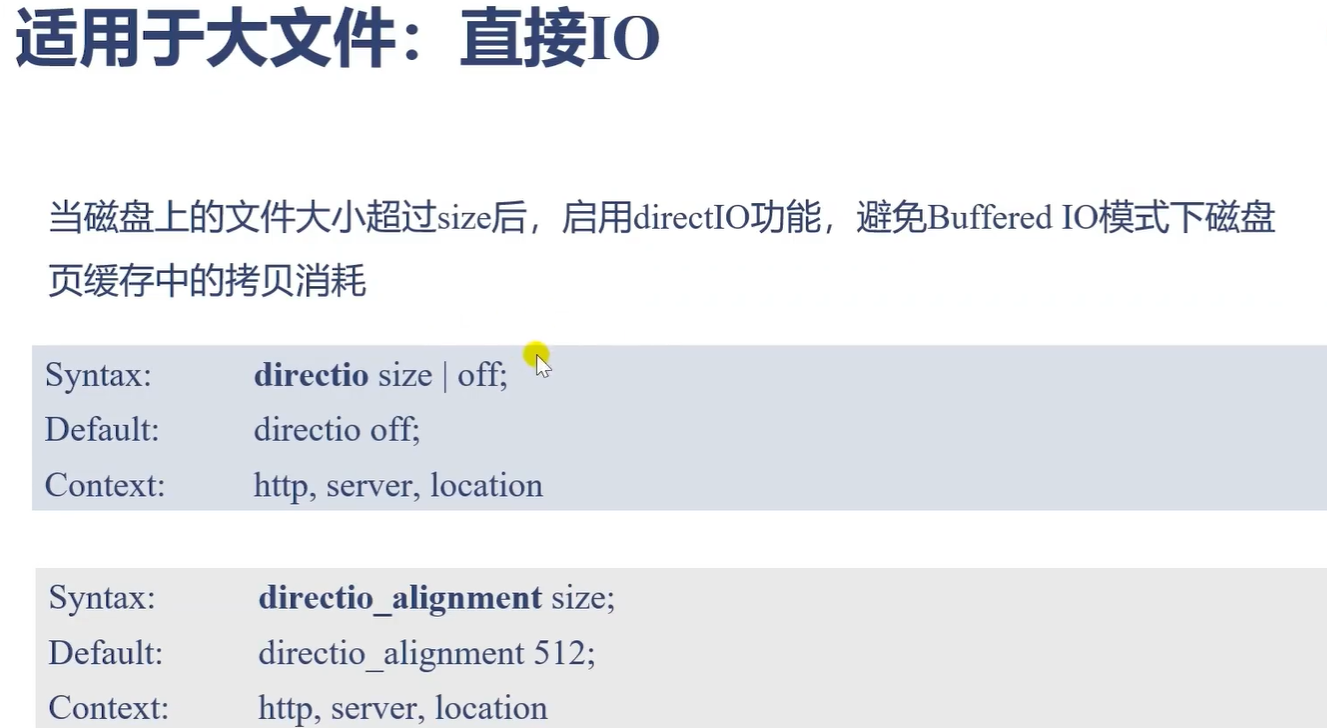 适用于大文件：直接IO
当磁盘上的文件大小超过size后，启用directIO功能，避免Buffered IO模式下磁盘
页缓存中的拷贝消耗
Syntax: directio size | off;
Default: directio off;
Context: http, server, location
Syntax: directio_alignment size;
Default: directio_alignment 512;
Context: http, server, location